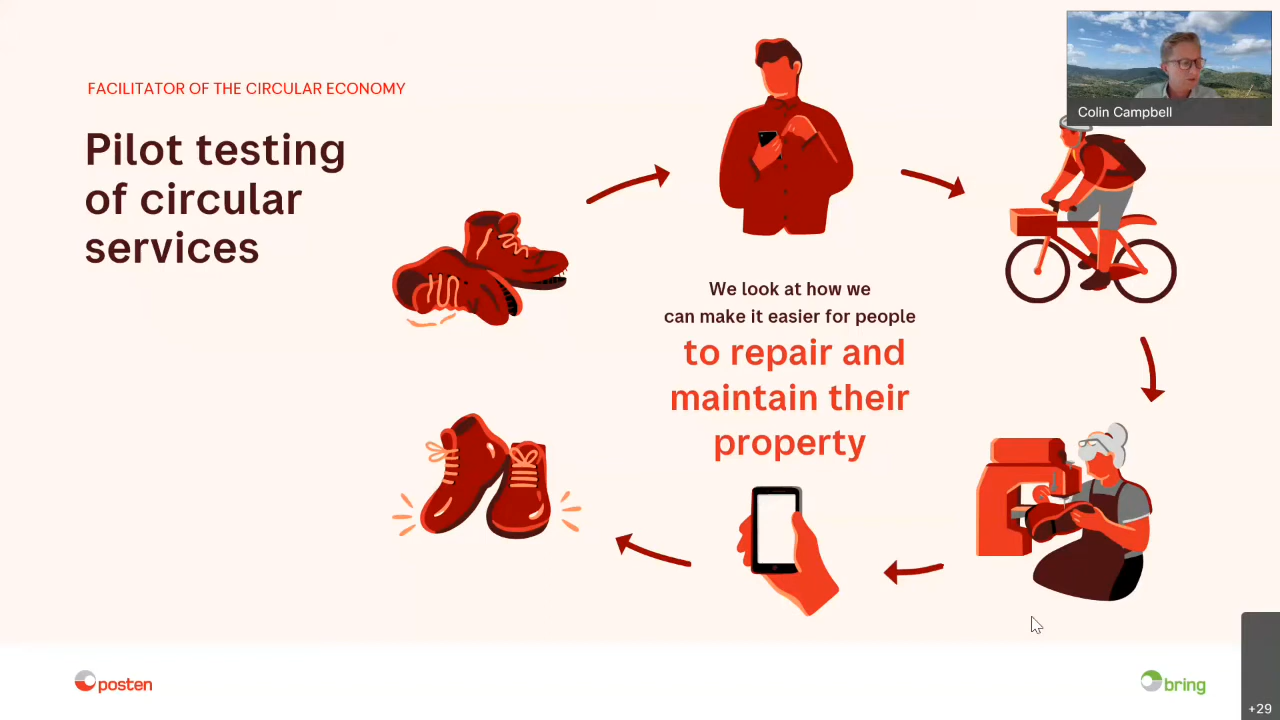 FACILITATOR OF THE CIRCULAR ECONOMY
Pilot testing
of circular
services
Colin Campbell
We look at how we
can make it easier for people
to repair and
maintain their
property
posten
bring
+29